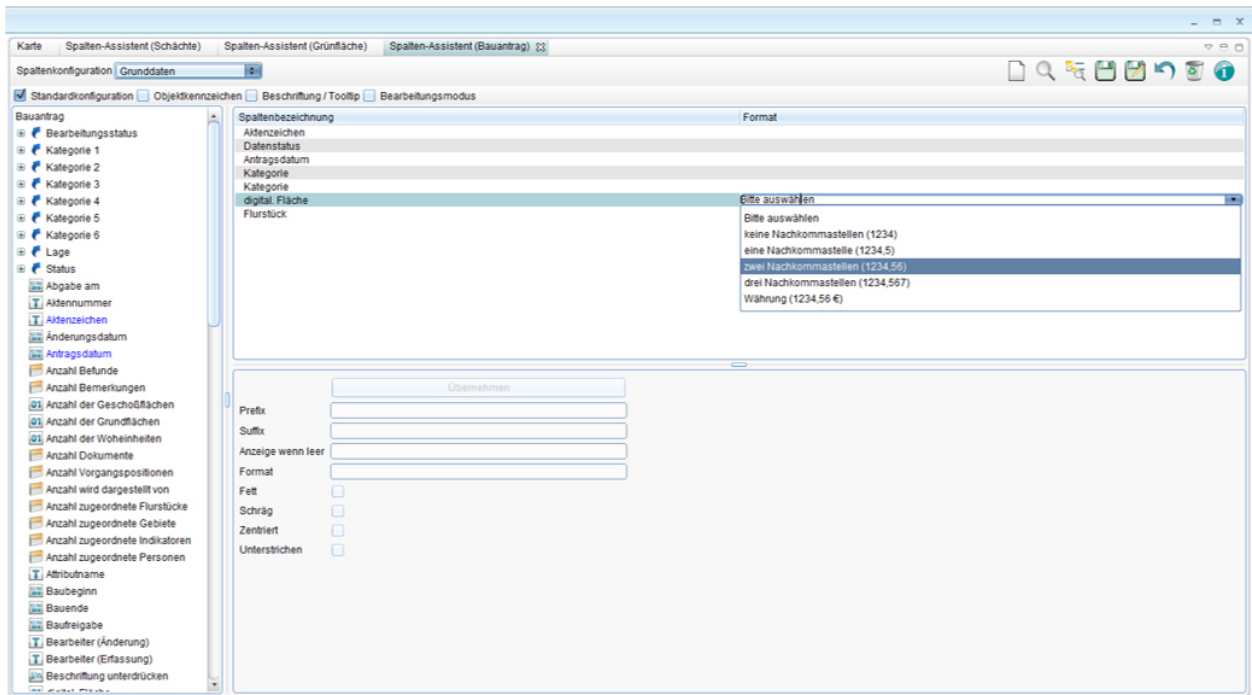 Karte Spalten-Assistent (Schächte) Spalten-Assistent (Grünfläche) Spalten-Assistent (Bauantrag)
Spaltenkonfiguration Grunddaten
Standardkonfiguration Objektkennzeichen Beschriftung / Tooltip Bearbeitungsmodus
Bauantrag
Bearbeitungsstatus
Kategorie 1
Kategorie 2
Kategorie 3
Kategorie 4
Kategorie 5
Kategorie 6
Lage
Status
Abgabe am
Aktennummer
Aktenzeichen
Änderungsdatum
Antragsdatum
Anzahl Befunde
Anzahl Bemerkungen
Anzahl der Geschoßflächen
Anzahl der Grundflächen
Anzahl der Woheinheiten
Anzahl Dokumente
Anzahl Vorgangspositionen
Anzahl wird dargestellt von
Anzahl zugeordnete Flurstücke
Anzahl zugeordnete Gebiete
Anzahl zugeordnete Indikatoren
Anzahl zugeordnete Personen
Attributname
Baubeginn
Bauende
Baufreigabe
Bearbeiter (Änderung)
Bearbeiter (Erfassung)
Beschriftung unterdrücken
Spaltenbezeichnung Format
Aktenzeichen
Datenstatus
Antragsdatum
Kategorie
Kategorie
digital. Fläche Bitte auswählen
Flurstück
Bitte auswählen
keine Nachkommastellen (1234)
eine Nachkommastelle (1234,5)
zwei Nachkommastellen (1234,56)
drei Nachkommastellen (1234,567)
Währung (1234,56 €)
Übernehmen
Prefix
Suffix
Anzeige wenn leer
Format
Fett
Schräg
Zentriert
Unterstrichen